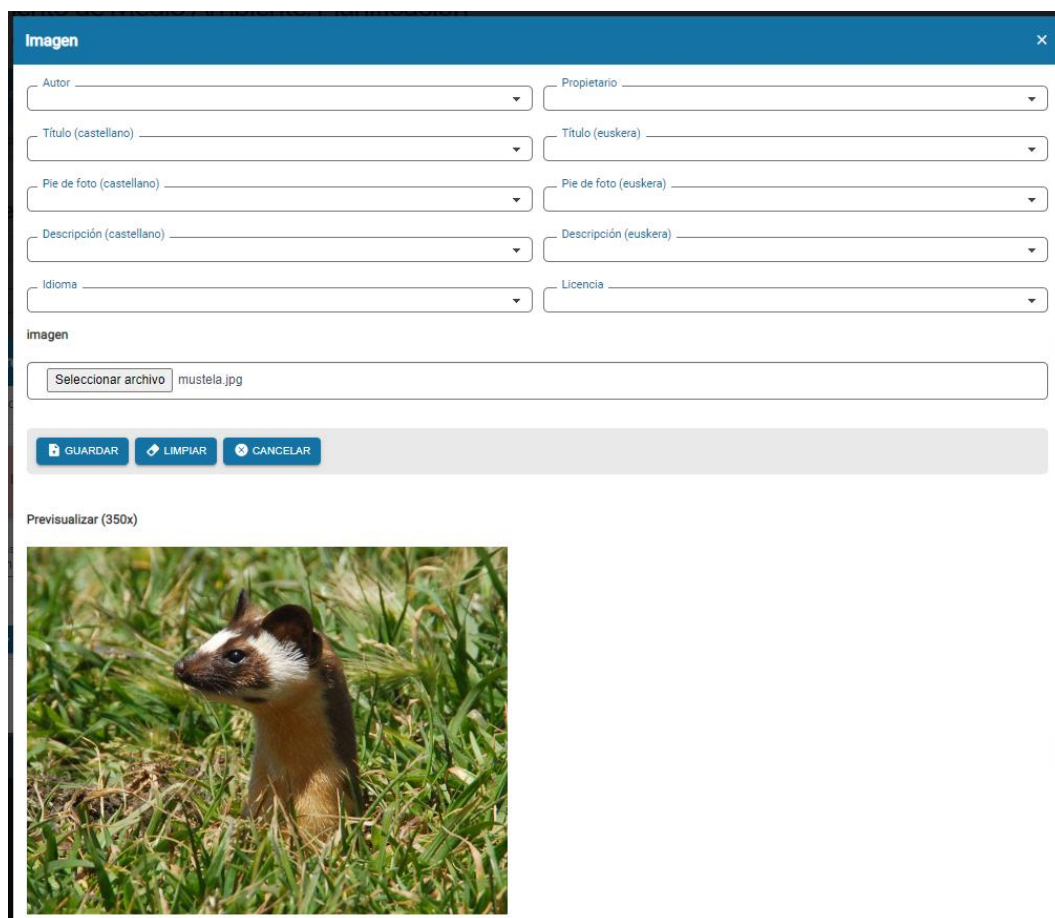 Imagen
Autor
Propietario
Título (castellano)
Título (euskera)
Pie de foto (castellano)
Pie de foto (euskera)
Descripción (castellano)
Descripción (euskera)
Idioma
Licencia
imagen
Seleccionar archivo mustela.jpg
GUARDAR LIMPIAR CANCELAR
Previsualizar (350x)